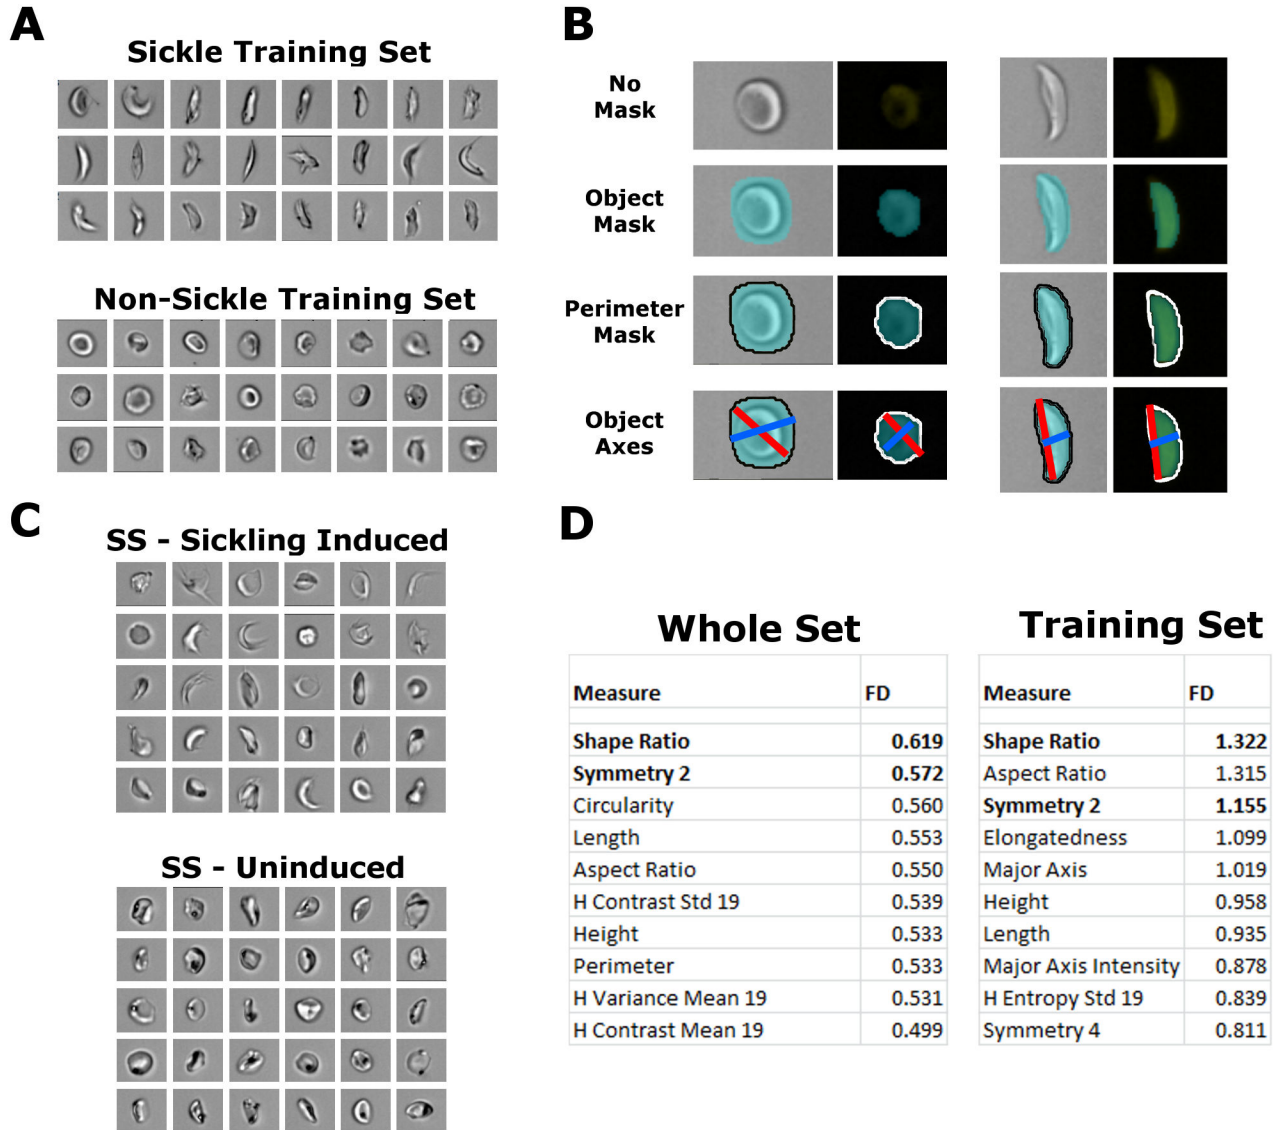 A
Sickle Training Set
Non-Sickle Training Set
B
No
Mask
Object
Mask
Perimeter
Mask
Object
Axes
C
SS - Sickling Induced
SS - Uninduced
D
Whole Set
Measure FD
Shape Ratio 0.619
Symmetry 2 0.572
Circularity 0.560
Length 0.553
Aspect Ratio 0.550
H Contrast Std 19 0.539
Height 0.533
Perimeter 0.533
H Variance Mean 19 0.531
H Contrast Mean 19 0.499
Training Set
Measure FD
Shape Ratio 1.322
Aspect Ratio 1.315
Symmetry 2 1.155
Elongatedness 1.099
Major Axis 1.019
Height 0.958
Length 0.935
Major Axis Intensity 0.878
H Entropy Std 19 0.839
Symmetry 4 0.811